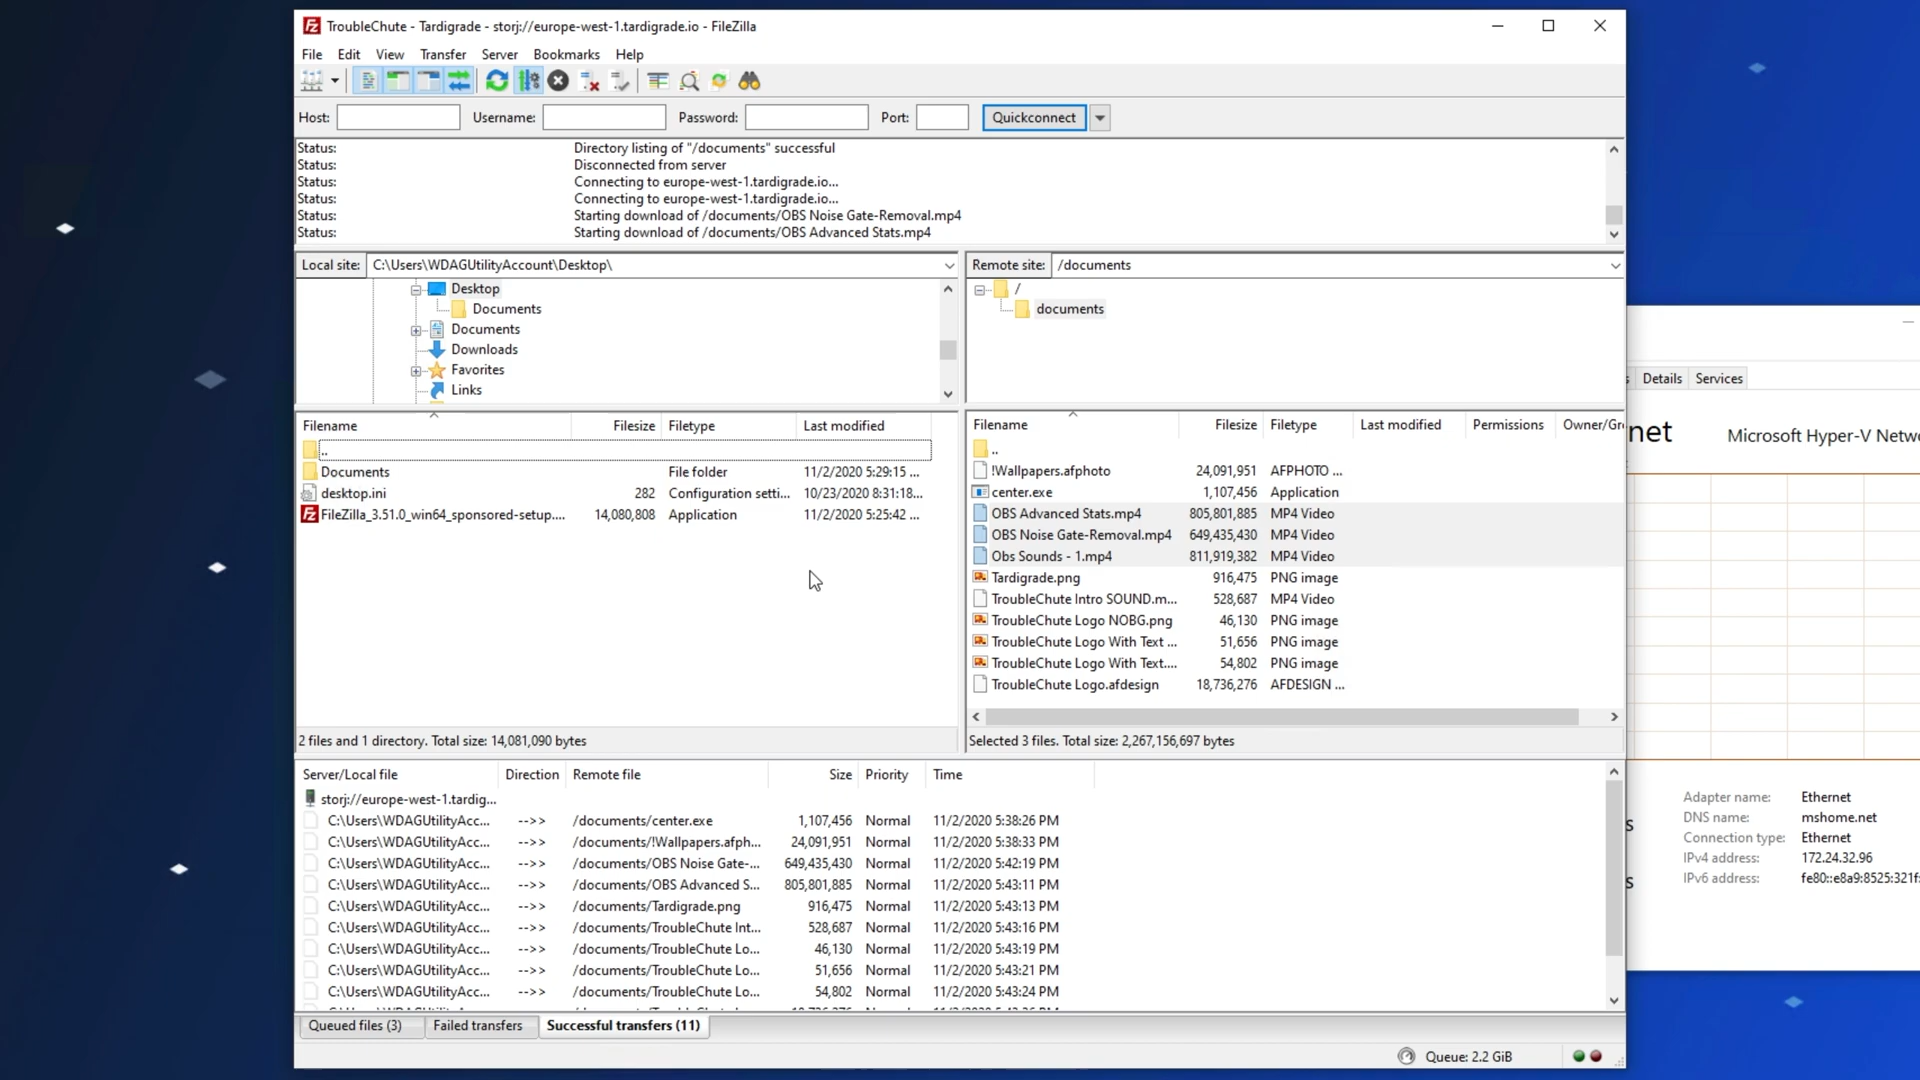 TroubleChute - Tardigrade - storj://europe-west-1.tardigrade.io - FileZilla
File Edit View Transfer Server Bookmarks Help
Host: Username: Password: Port: Quickconnect
Status: Directory listing of "/documents" successful
Status: Disconnected from server
Status: Connecting to europe-west-1.tardigrade.io...
Status: Connecting to europe-west-1.tardigrade.io...
Status: Starting download of /documents/OBS Noise Gate-Removal.mp4
Status: Starting download of /documents/OBS Advanced Stats.mp4
Local site: C:\Users\WDAGUtilityAccount\Desktop\
Desktop
Documents
Documents
Downloads
Favorites
Links
Remote site: /documents
/
documents
Filename Filesize Filetype Last modified
..
Documents File folder 11/2/2020 5:29:15 ...
desktop.ini 282 Configuration setti... 10/23/2020 8:31:18...
FileZilla_3.51.0_win64_sponsored-setup.... 14,080,808 Application 11/2/2020 5:25:42 ...
2 files and 1 directory. Total size: 14,081,090 bytes
Filename Filesize Filetype Last modified Permissions Owner/Gr
..
!Wallpapers.afphoto 24,091,951 AFPHOTO ...
center.exe 1,107,456 Application
OBS Advanced Stats.mp4 805,801,885 MP4 Video
OBS Noise Gate-Removal.mp4 649,435,430 MP4 Video
Obs Sounds - 1.mp4 811,919,382 MP4 Video
Tardigrade.png 916,475 PNG image
TroubleChute Intro SOUND.m... 528,687 MP4 Video
TroubleChute Logo NOBG.png 46,130 PNG image
TroubleChute Logo With Text ... 51,656 PNG image
TroubleChute Logo With Text.... 54,802 PNG image
TroubleChute Logo.afdesign 18,736,276 AFDESIGN ...
Selected 3 files. Total size: 2,267,156,697 bytes
Server/Local file Direction Remote file Size Priority Time
storj://europe-west-1.tardig...
C:\Users\WDAGUtilityAcc... -->> /documents/center.exe 1,107,456 Normal 11/2/2020 5:38:26 PM
C:\Users\WDAGUtilityAcc... -->> /documents/!Wallpapers.afph... 24,091,951 Normal 11/2/2020 5:38:33 PM
C:\Users\WDAGUtilityAcc... -->> /documents/OBS Noise Gate-... 649,435,430 Normal 11/2/2020 5:42:19 PM
C:\Users\WDAGUtilityAcc... -->> /documents/OBS Advanced S... 805,801,885 Normal 11/2/2020 5:43:11 PM
C:\Users\WDAGUtilityAcc... -->> /documents/Tardigrade.png 916,475 Normal 11/2/2020 5:43:13 PM
C:\Users\WDAGUtilityAcc... -->> /documents/TroubleChute Int... 528,687 Normal 11/2/2020 5:43:16 PM
C:\Users\WDAGUtilityAcc... -->> /documents/TroubleChute Lo... 46,130 Normal 11/2/2020 5:43:19 PM
C:\Users\WDAGUtilityAcc... -->> /documents/TroubleChute Lo... 51,656 Normal 11/2/2020 5:43:21 PM
C:\Users\WDAGUtilityAcc... -->> /documents/TroubleChute Lo... 54,802 Normal 11/2/2020 5:43:24 PM
Queued files (3) Failed transfers Successful transfers (11)
Queue: 2.2 GiB
s Details Services
net Microsoft Hyper-V Netw
s
s
Adapter name: Ethernet
DNS name: mshome.net
Connection type: Ethernet
IPv4 address: 172.24.32.96
IPv6 address: fe80::e8a9:8525:321f